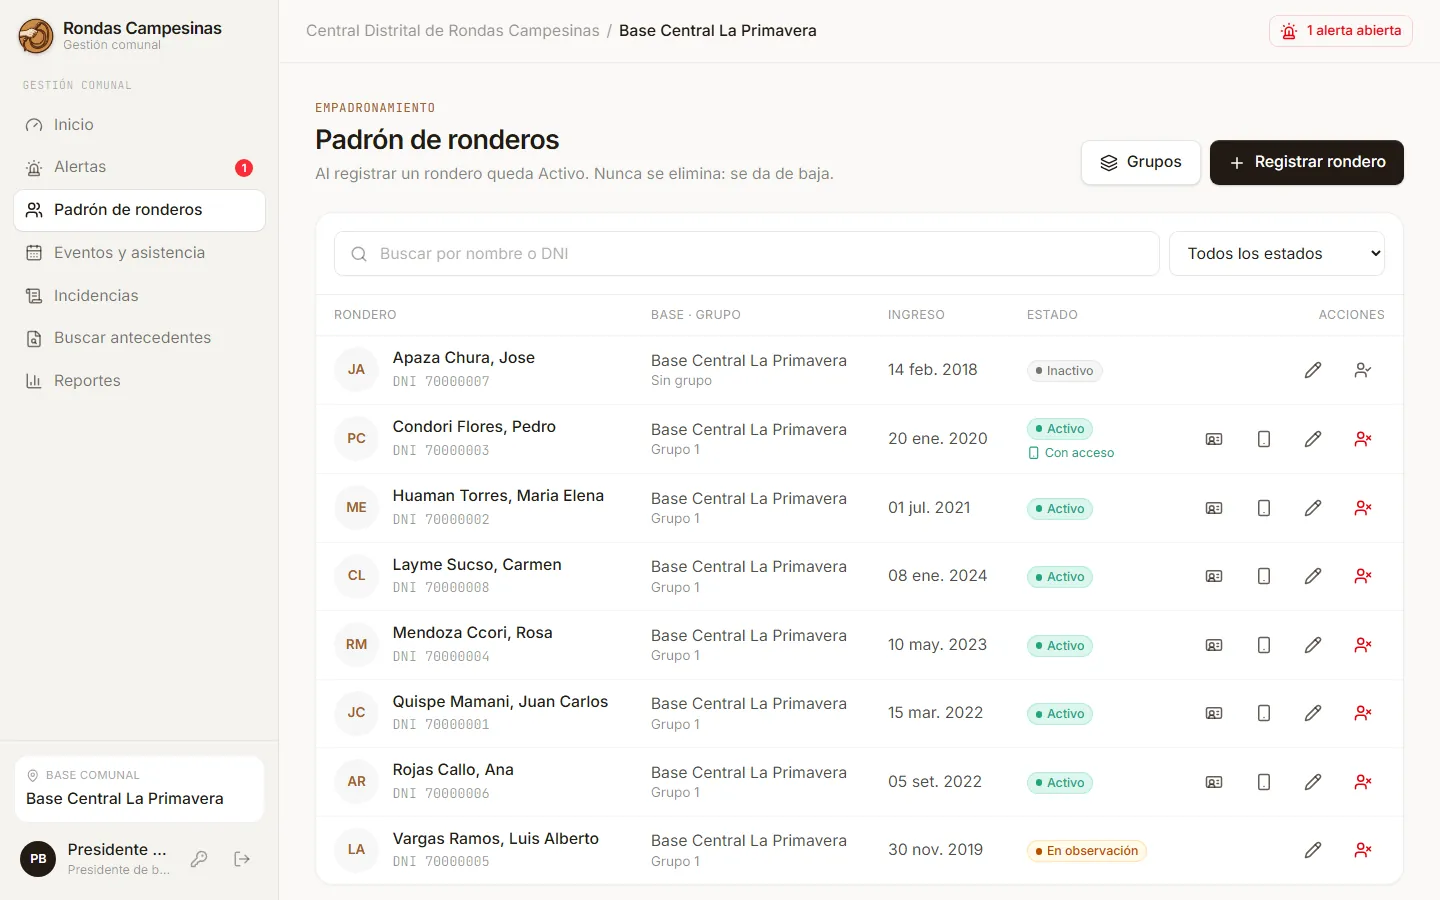 Rondas Campesinas
Gestión comunal
GESTIÓN COMUNAL
Inicio
Alertas
1
Padrón de ronderos
Eventos y asistencia
Incidencias
Buscar antecedentes
Reportes
BASE COMUNAL
Base Central La Primavera
PB
Presidente ...
Presidente de b...
Central Distrital de Rondas Campesinas / Base Central La Primavera
1 alerta abierta
EMPADRONAMIENTO
Padrón de ronderos
Al registrar un rondero queda Activo. Nunca se elimina: se da de baja.
Grupos
Registrar rondero
Buscar por nombre o DNI
Todos los estados
RONDERO BASE · GRUPO INGRESO ESTADO ACCIONES
JA
Apaza Chura, Jose
DNI 70000007
Base Central La Primavera
Sin grupo
14 feb. 2018
Inactivo
PC
Condori Flores, Pedro
DNI 70000003
Base Central La Primavera
Grupo 1
20 ene. 2020
Activo
Con acceso
ME
Huaman Torres, Maria Elena
DNI 70000002
Base Central La Primavera
Grupo 1
01 jul. 2021
Activo
CL
Layme Sucso, Carmen
DNI 70000008
Base Central La Primavera
Grupo 1
08 ene. 2024
Activo
RM
Mendoza Ccori, Rosa
DNI 70000004
Base Central La Primavera
Grupo 1
10 may. 2023
Activo
JC
Quispe Mamani, Juan Carlos
DNI 70000001
Base Central La Primavera
Grupo 1
15 mar. 2022
Activo
AR
Rojas Callo, Ana
DNI 70000006
Base Central La Primavera
Grupo 1
05 set. 2022
Activo
LA
Vargas Ramos, Luis Alberto
DNI 70000005
Base Central La Primavera
Grupo 1
30 nov. 2019
En observación